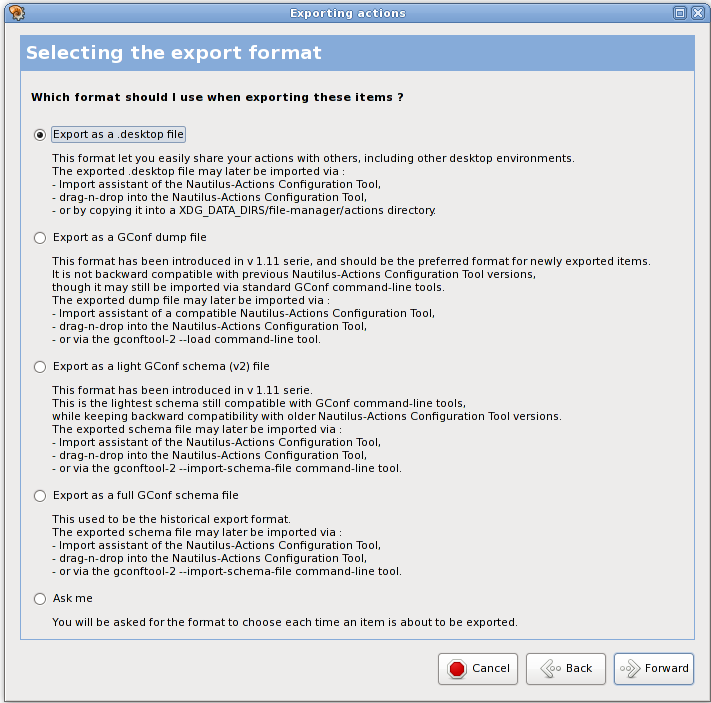 Exporting actions
Selecting the export format
Which format should I use when exporting these items ?
Export as a .desktop file
This format let you easily share your actions with others, including other desktop environments.
The exported .desktop file may later be imported via :
- Import assistant of the Nautilus-Actions Configuration Tool,
- drag-n-drop into the Nautilus-Actions Configuration Tool,
- or by copying it into a XDG_DATA_DIRS/file-manager/actions directory.
Export as a GConf dump file
This format has been introduced in v 1.11 serie, and should be the preferred format for newly exported items.
It is not backward compatible with previous Nautilus-Actions Configuration Tool versions,
though it may still be imported via standard GConf command-line tools.
The exported dump file may later be imported via :
- Import assistant of a compatible Nautilus-Actions Configuration Tool,
- drag-n-drop into the Nautilus-Actions Configuration Tool,
- or via the gconftool-2 --load command-line tool.
Export as a light GConf schema (v2) file
This format has been introduced in v 1.11 serie.
This is the lightest schema still compatible with GConf command-line tools,
while keeping backward compatibility with older Nautilus-Actions Configuration Tool versions.
The exported schema file may later be imported via :
- Import assistant of the Nautilus-Actions Configuration Tool,
- drag-n-drop into the Nautilus-Actions Configuration Tool,
- or via the gconftool-2 --import-schema-file command-line tool.
Export as a full GConf schema file
This used to be the historical export format.
The exported schema file may later be imported via :
- Import assistant of the Nautilus-Actions Configuration Tool,
- drag-n-drop into the Nautilus-Actions Configuration Tool,
- or via the gconftool-2 --import-schema-file command-line tool.
Ask me
You will be asked for the format to choose each time an item is about to be exported.
Cancel
Back
Forward